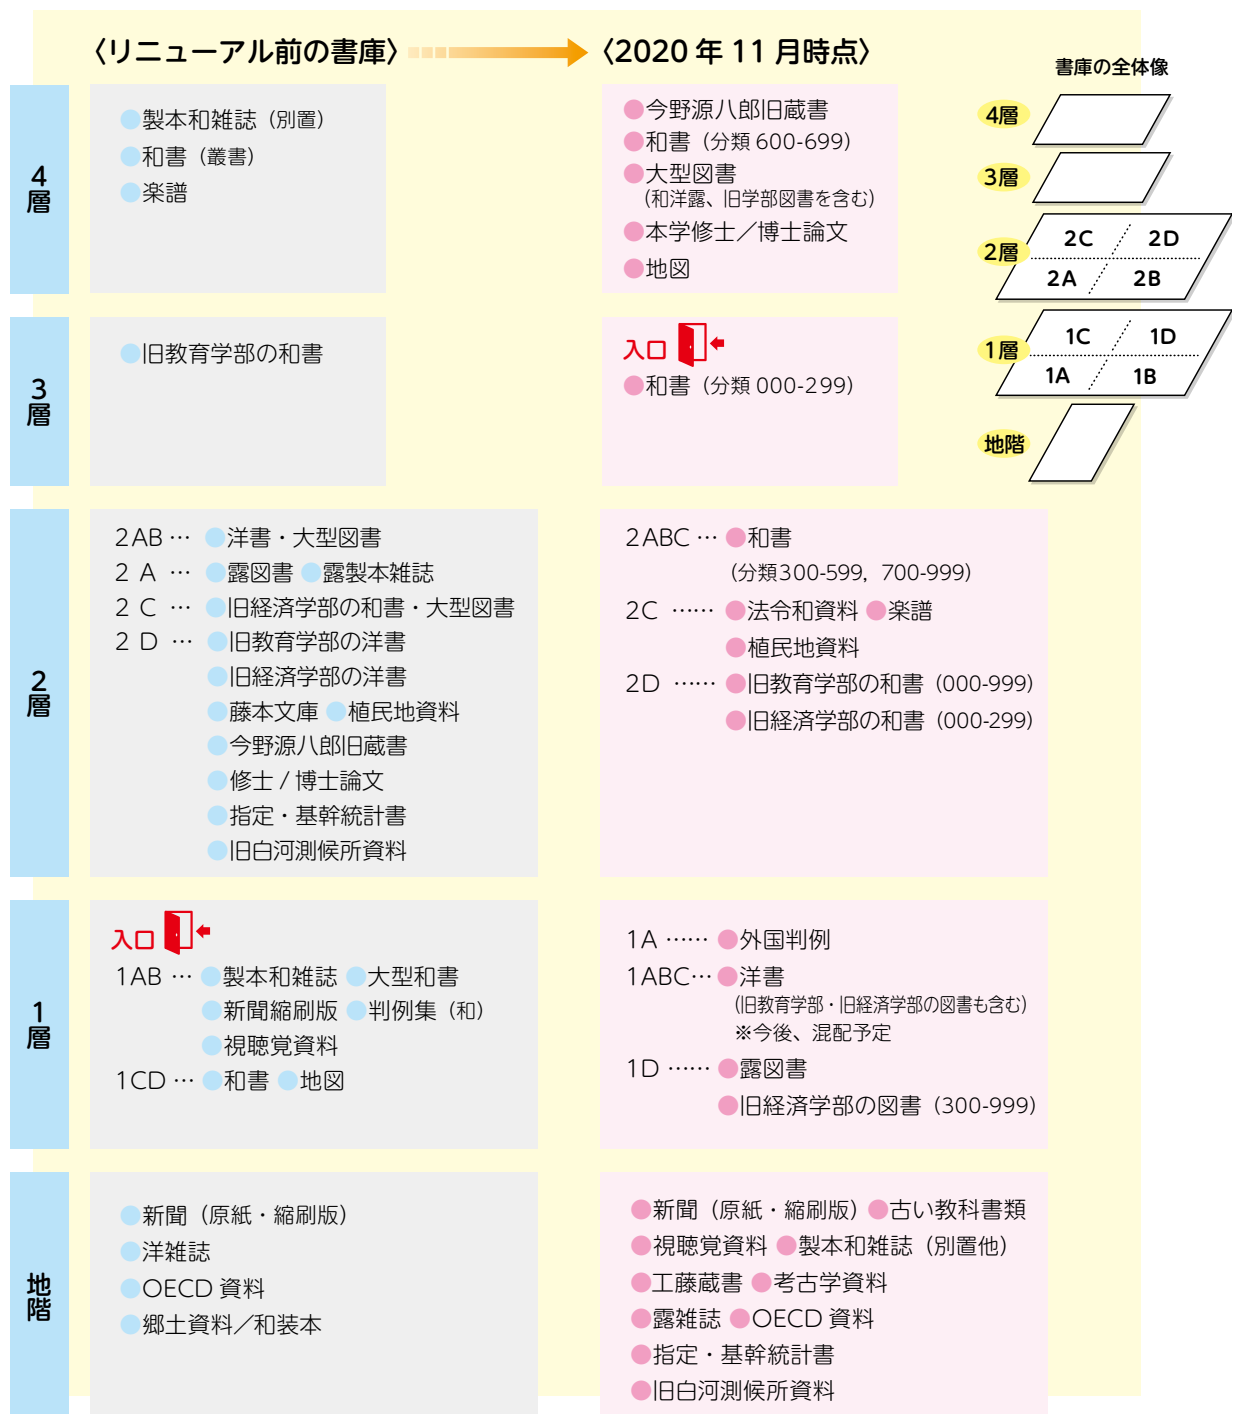 〈リニューアル前の書庫〉
〈2020年11月時点〉
書庫の全体像
4層
3層
2層
2C 2D
2A 2B
1層
1C 1D
1A 1B
地階
4層
●製本和雑誌（別置）
●和書（叢書）
●楽譜
●今野源八郎旧蔵書
●和書（分類600-699）
●大型図書
（和洋露、旧学部図書を含む）
●本学修士／博士論文
●地図
3層
●旧教育学部の和書
入口
●和書（分類000-299）
2層
2AB … ●洋書・大型図書
2 A … ●露図書 ●露製本雑誌
2 C … ●旧経済学部の和書・大型図書
2 D … ●旧教育学部の洋書
●旧経済学部の洋書
●藤本文庫 ●植民地資料
●今野源八郎旧蔵書
●修士 / 博士論文
●指定・基幹統計書
●旧白河測候所資料
2ABC … ●和書
（分類300-599，700-999）
2C …… ●法令和資料 ●楽譜
●植民地資料
2D …… ●旧教育学部の和書（000-999）
●旧経済学部の和書（000-299）
1層
入口
1AB … ●製本和雑誌 ●大型和書
●新聞縮刷版 ●判例集（和）
●視聴覚資料
1CD … ●和書 ●地図
1A …… ●外国判例
1ABC… ●洋書
（旧教育学部・旧経済学部の図書も含む）
※今後、混配予定
1D …… ●露図書
●旧経済学部の図書（300-999）
地階
●新聞（原紙・縮刷版）
●洋雑誌
●OECD 資料
●郷土資料／和装本
●新聞（原紙・縮刷版）●古い教科書類
●視聴覚資料 ●製本和雑誌（別置他）
●工藤蔵書 ●考古学資料
●露雑誌 ●OECD 資料
●指定・基幹統計書
●旧白河測候所資料